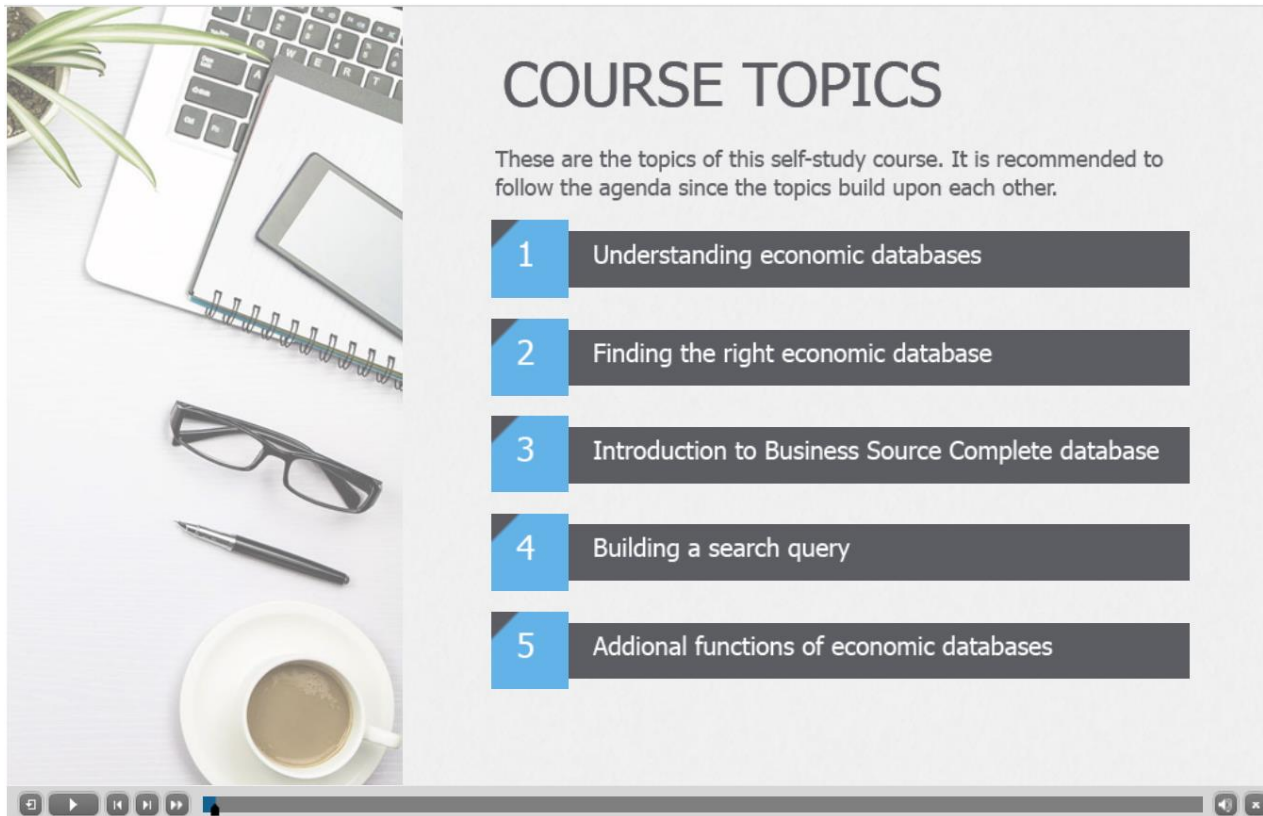 COURSE TOPICS
These are the topics of this self-study course. It is recommended to
follow the agenda since the topics build upon each other.
1 Understanding economic databases
2 Finding the right economic database
3 Introduction to Business Source Complete database
4 Building a search query
5 Addional functions of economic databases